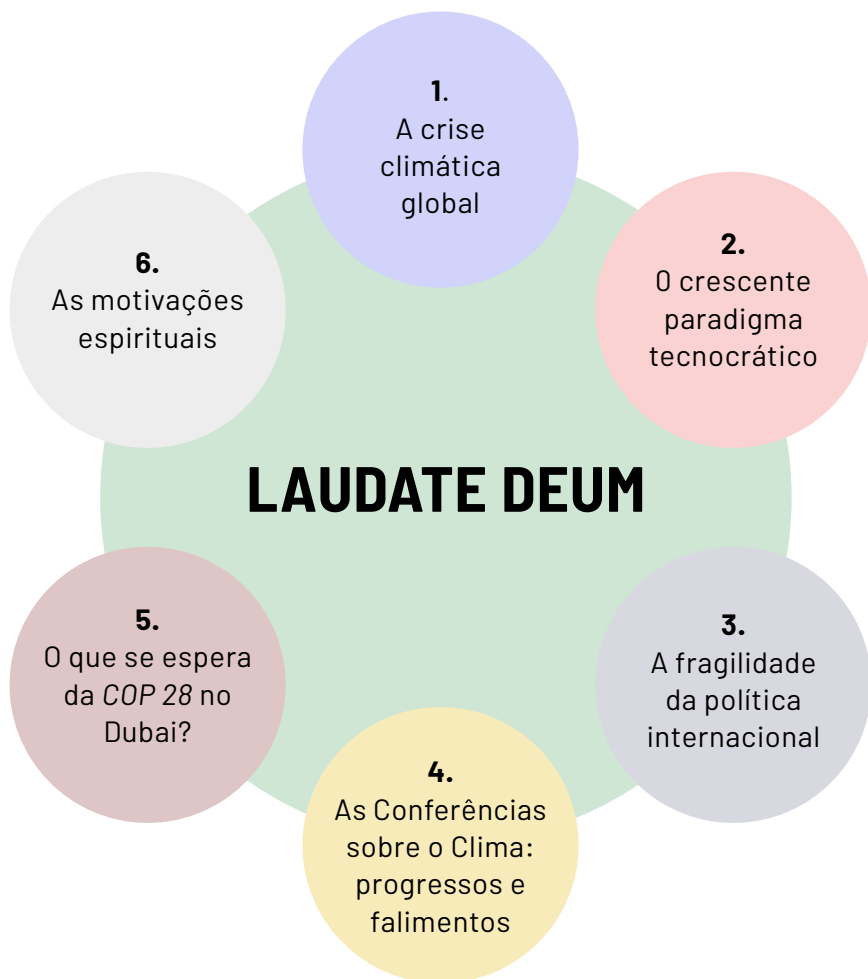 1.
A crise
climática
global
2.
O crescente
paradigma
tecnocrático
3.
A fragilidade
da política
internacional
4.
As Conferências
sobre o Clima:
progressos e
falimentos
5.
O que se espera
da COP 28 no
Dubai?
6.
As motivações
espirituais
LAUDATE DEUM